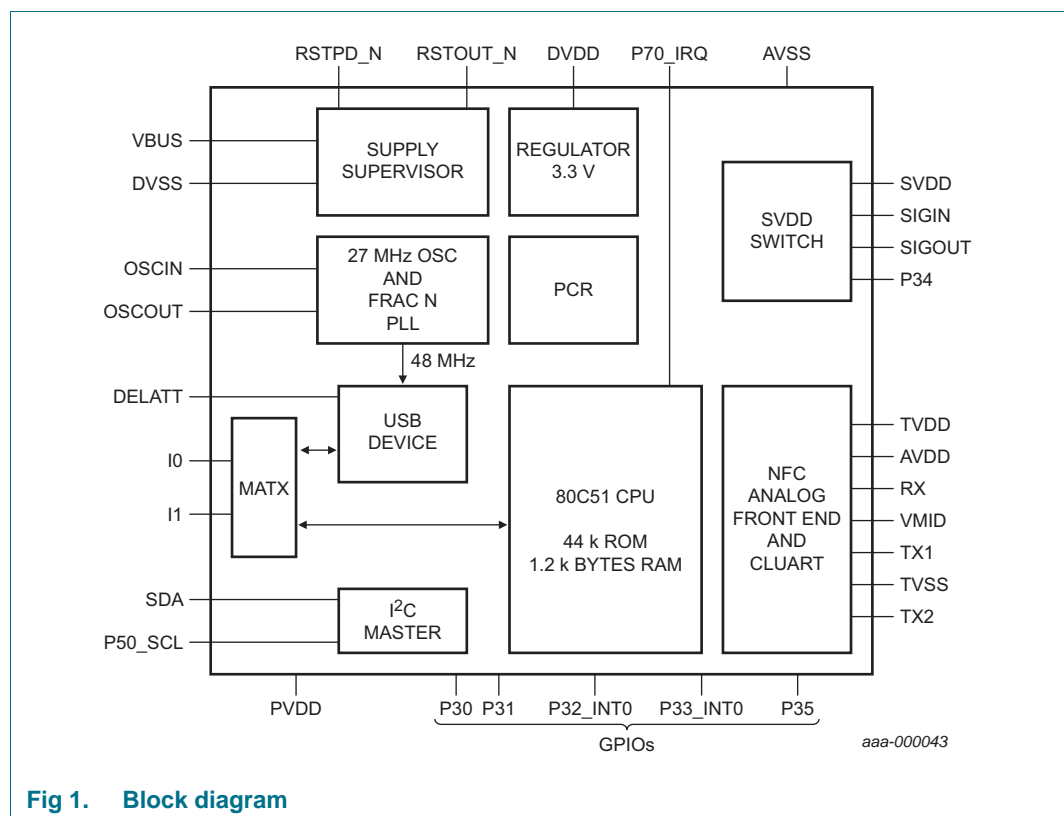 RSTPD_N RSTOUT_N DVDD P70_IRQ AVSS
VBUS
DVSS
SUPPLY
SUPERVISOR
REGULATOR
3.3 V
SVDD
SWITCH
SVDD
SIGIN
SIGOUT
P34
OSCIN
OSCOUT
27 MHz OSC
AND
FRAC N
PLL
PCR
48 MHz
DELATT
USB
DEVICE
I0
I1
MATX
80C51 CPU
44 k ROM
1.2 k BYTES RAM
NFC
ANALOG
FRONT END
AND
CLUART
TVDD
AVDD
RX
VMID
TX1
TVSS
TX2
SDA
P50_SCL
I2C
MASTER
PVDD P30 P31 P32_INT0 P33_INT0 P35
GPIOs
aaa-000043
Fig 1. Block diagram